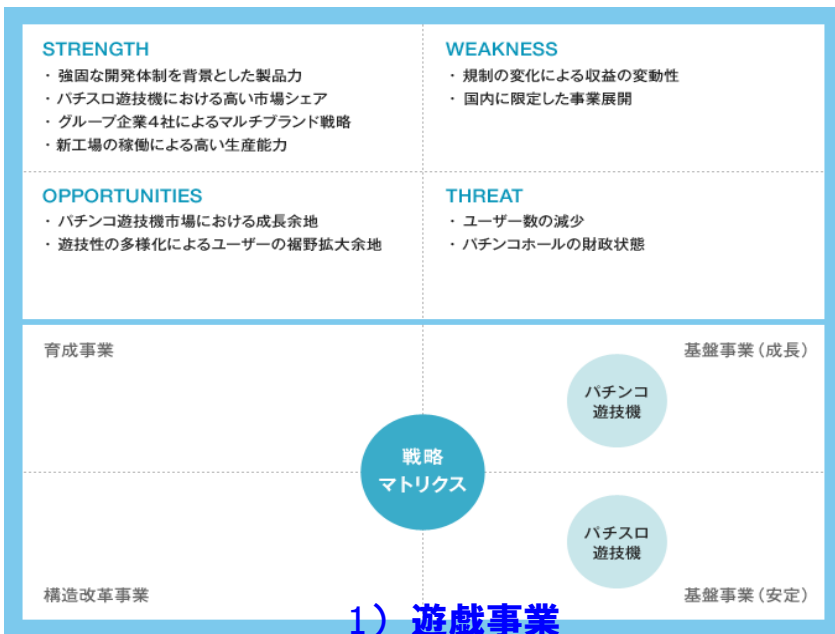 STRENGTH
・ 強固な開発体制を背景とした製品力
・ パチスロ遊技機における高い市場シェア
・ グループ企業4社によるマルチブランド戦略
・ 新工場の稼働による高い生産能力
WEAKNESS
・ 規制の変化による収益の変動性
・ 国内に限定した事業展開
OPPORTUNITIES
・ パチンコ遊技機市場における成長余地
・ 遊技性の多様化によるユーザーの裾野拡大余地
THREAT
・ ユーザー数の減少
・ パチンコホールの財政状態
育成事業
基盤事業(成長)
パチンコ
遊技機
戦略
マトリクス
パチスロ
遊技機
構造改革事業
基盤事業(安定)
1) 遊戯事業